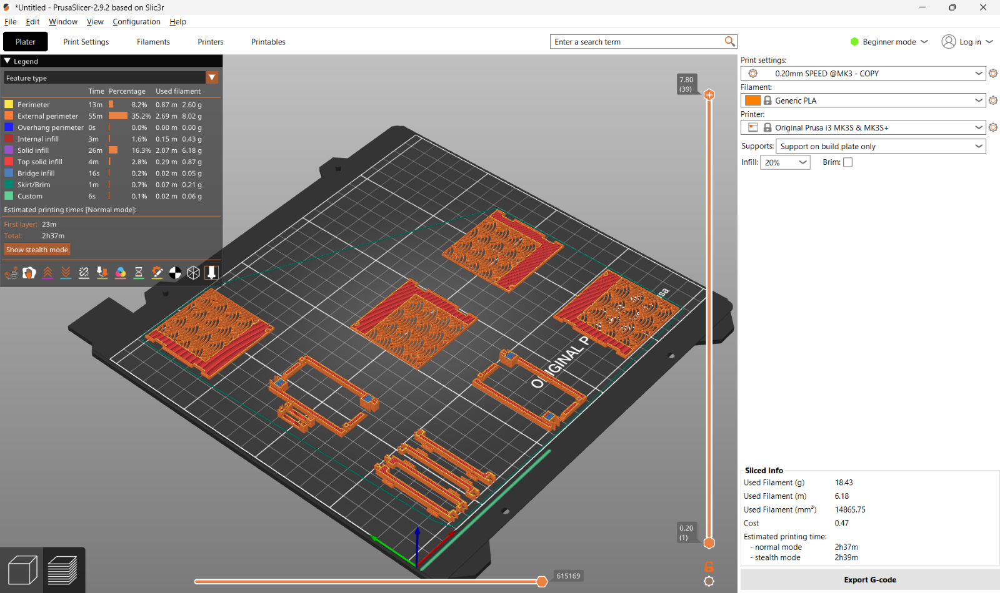 *Untitled - PrusaSlicer-2.9.2 based on Slic3r
File Edit Window View Configuration Help
Plater Print Settings Filaments Printers Printables
Enter a search term
Beginner mode Log in
Legend
Feature type
Time Percentage Used filament
Perimeter 13m 8.2% 0.87 m 2.60 g
External perimeter 55m 35.2% 2.69 m 8.02 g
Overhang perimeter 0s 0.0% 0.00 m 0.00 g
Internal infill 3m 1.6% 0.15 m 0.43 g
Solid infill 26m 16.3% 2.07 m 6.18 g
Top solid infill 4m 2.8% 0.29 m 0.87 g
Bridge infill 16s 0.2% 0.02 m 0.05 g
Skirt/Brim 1m 0.7% 0.07 m 0.21 g
Custom 6s 0.1% 0.02 m 0.06 g
Estimated printing times [Normal mode]:
First layer: 23m
Total: 2h37m
Show stealth mode
7.80
(39)
0.20
(1)
615169
Print settings:
0.20mm SPEED @MK3 - COPY
Filament:
Generic PLA
Printer:
Original Prusa i3 MK3S & MK3S+
Supports: Support on build plate only
Infill: 20% Brim:
Sliced Info
Used Filament (g) 18.43
Used Filament (m) 6.18
Used Filament (mm³) 14865.75
Cost 0.47
Estimated printing time:
- normal mode 2h37m
- stealth mode 2h39m
Export G-code